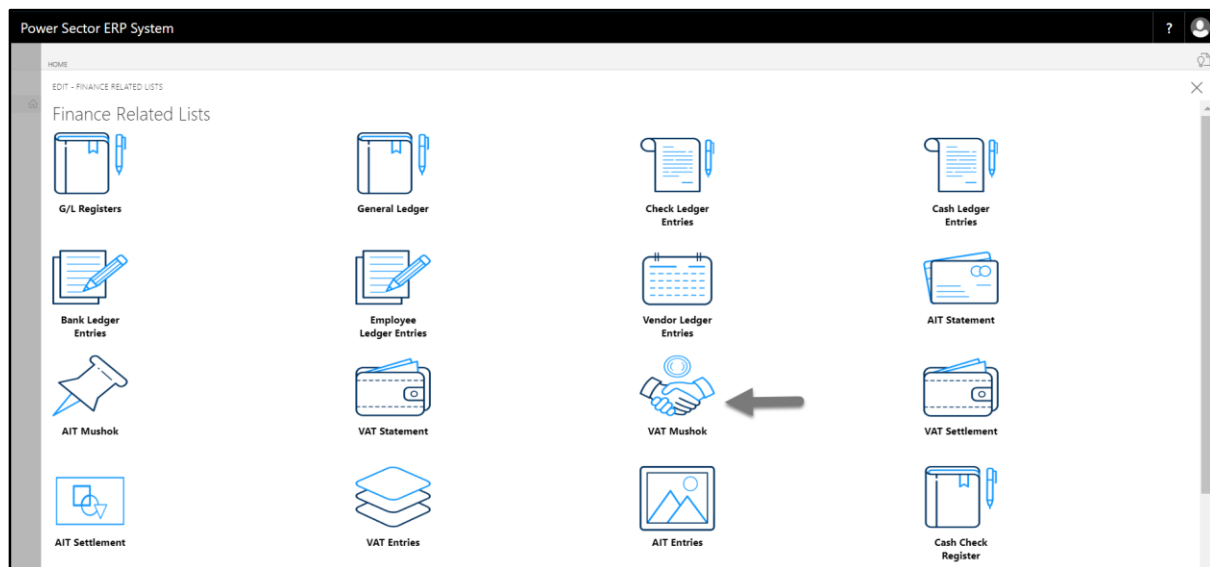 Power Sector ERP System ?
HOME
EDIT - FINANCE RELATED LISTS
Finance Related Lists
G/L Registers
General Ledger
Check Ledger
Entries
Cash Ledger
Entries
Bank Ledger
Entries
Employee
Ledger Entries
Vendor Ledger
Entries
AIT Statement
AIT Mushok
VAT Statement
VAT Mushok
VAT Settlement
AIT Settlement
VAT Entries
AIT Entries
Cash Check
Register